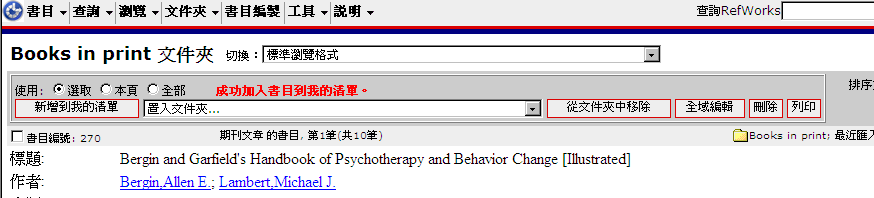 書目 查詢 瀏覽 文件夾 書目編製 工具 說明 查詢RefWorks
Books in print 文件夾 切換： 標準瀏覽格式
使用: 選取 本頁 全部 成功加入書目到我的清單。 排序
新增到我的清單 置入文件夾... 從文件夾中移除 全域編輯 刪除 列印
書目編號: 270 期刊文章 的書目, 第1筆(共10筆) Books in print; 最近匯入
標題: Bergin and Garfield's Handbook of Psychotherapy and Behavior Change [Illustrated]
作者: Bergin,Allen E.; Lambert,Michael J.